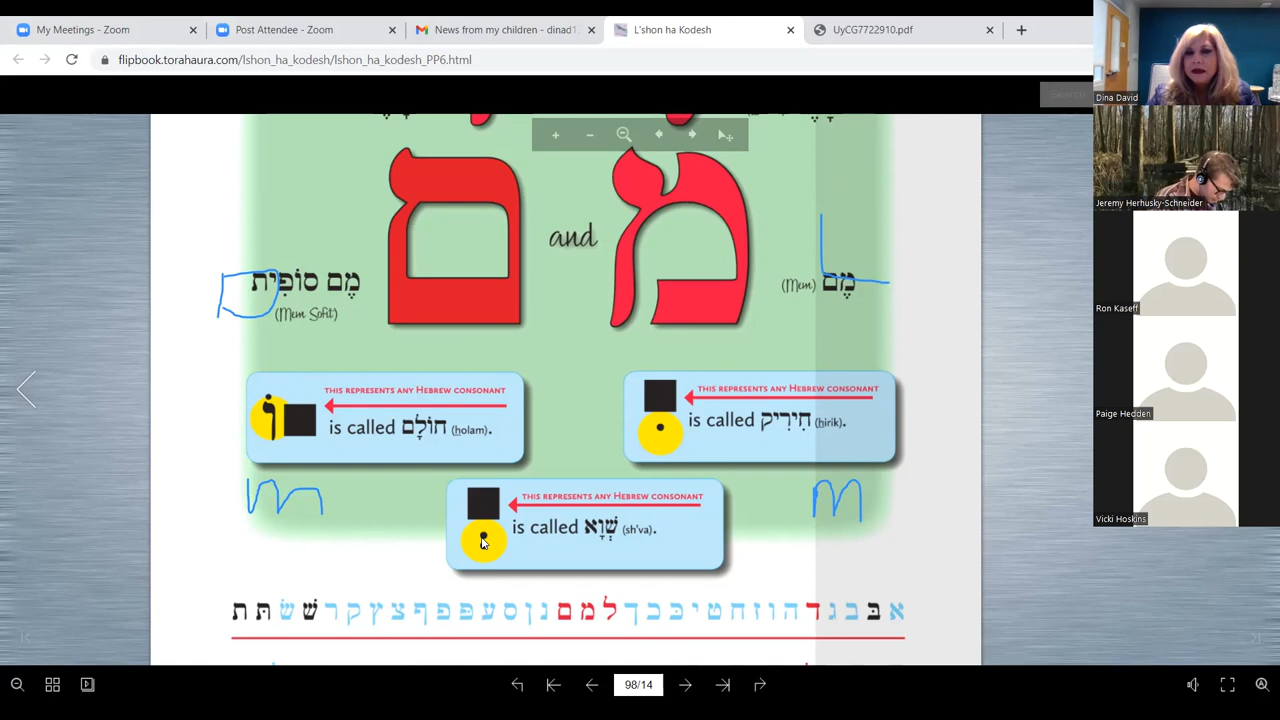 My Meetings - Zoom
Post Attendee - Zoom
News from my children - dinad1
L'shon ha Kodesh
UyCG7722910.pdf
flipbook.torahaura.com/lshon_ha_kodesh/lshon_ha_kodesh_PP6.html
Search
Dina David
Jeremy Herhusky-Schneider
Ron Kaseff
Paige Hedden
Vicki Hoskins
מ and ם
מֶם
(Mem)
מֶם סוֹפִית
(Mem Sofit)
THIS REPRESENTS ANY HEBREW CONSONANT
is called חִירִיק (hirik).
THIS REPRESENTS ANY HEBREW CONSONANT
is called חוֹלָם (holam).
m
m
THIS REPRESENTS ANY HEBREW CONSONANT
is called שְׁוָא (sh'va).
א בּ ב ג ד ה ו ז ח ט י כּ כ ך ל מ ם נ ן ס ע פּ פ ף צ ץ ק ר שׁ שׂ תּ ת
98/14